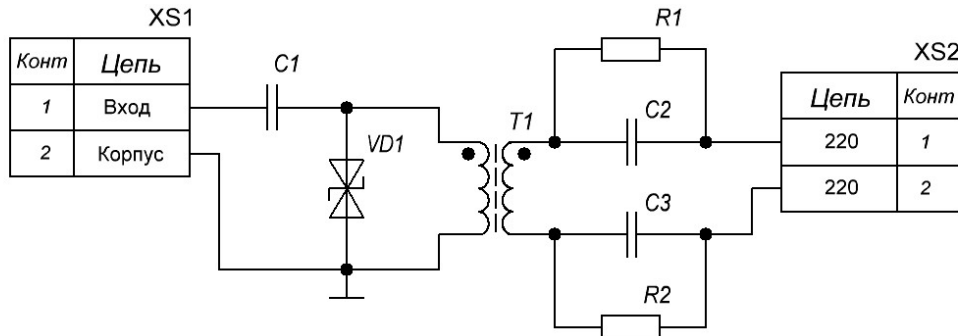 XS1
Конт Цепь
1 Вход
2 Корпус
C1
VD1
T1
R1
C2
C3
R2
XS2
Цепь Конт
220 1
220 2